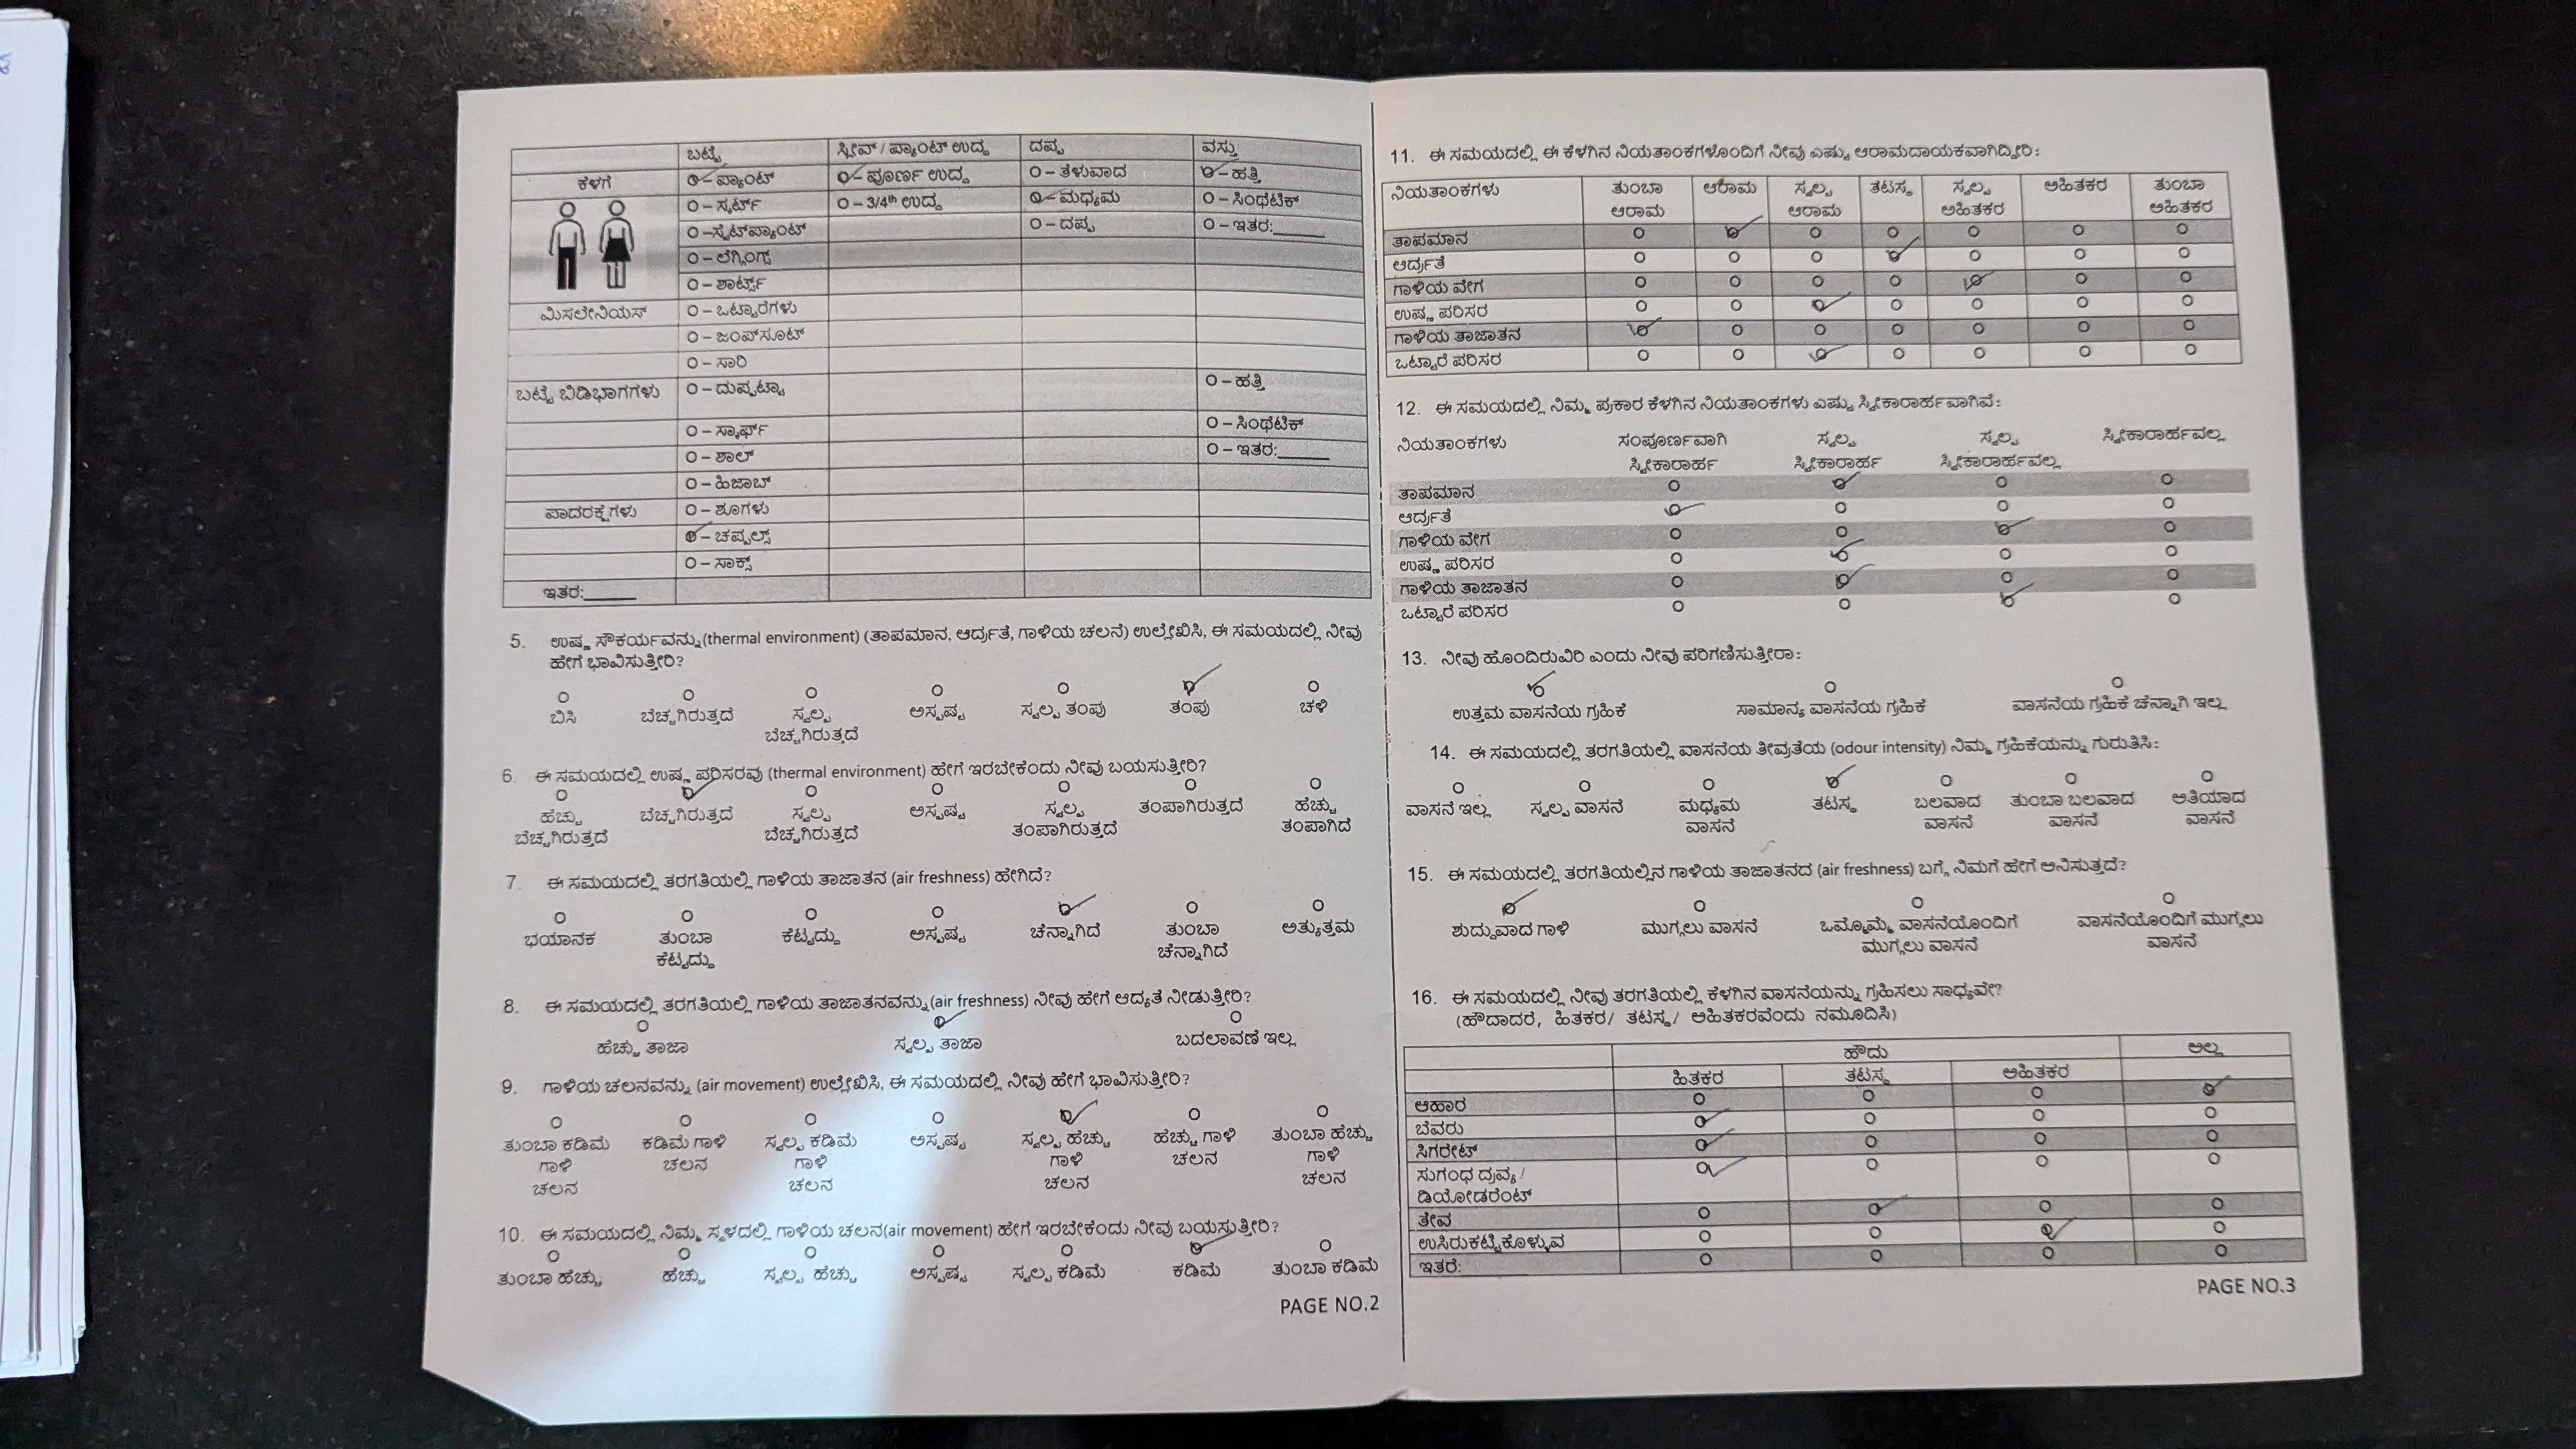 ಬಟ್ಟೆ ಸ್ಲೀವ್ / ಪ್ಯಾಂಟ್ ಉದ್ದ ದಪ್ಪ ವಸ್ತು
ಕೆಳಗೆ O – ಪ್ಯಾಂಟ್ O – ಪೂರ್ಣ ಉದ್ದ O – ತೆಳುವಾದ O – ಹತ್ತಿ
O – ಸ್ಕರ್ಟ್ O – 3/4th ಉದ್ದ O – ಮಧ್ಯಮ O – ಸಿಂಥೆಟಿಕ್
O –ಸ್ವೆಟ್‌ಪ್ಯಾಂಟ್ O – ದಪ್ಪ O – ಇತರ:_____
O – ಲೆಗ್ಗಿಂಗ್ಸ್
O – ಶಾರ್ಟ್ಸ್
ಮಿಸಲೇನಿಯಸ್ O – ಒಟ್ಟಾರೆಗಳು
O – ಜಂಪ್‌ಸೂಟ್
O – ಸಾರಿ
ಬಟ್ಟೆ ಬಿಡಿಭಾಗಗಳು O – ದುಪ್ಪಟ್ಟಾ O – ಹತ್ತಿ
O – ಸ್ಕಾರ್ಫ್ O – ಸಿಂಥೆಟಿಕ್
O – ಶಾಲ್ O – ಇತರ:_____
O – ಹಿಜಾಬ್
ಪಾದರಕ್ಷೆಗಳು O – ಶೂಗಳು
O – ಚಪ್ಪಲ್ಸ್
O – ಸಾಕ್ಸ್
ಇತರ:_____
5. ಉಷ್ಣ ಸೌಕರ್ಯವನ್ನು(thermal environment) (ತಾಪಮಾನ, ಆರ್ದ್ರತೆ, ಗಾಳಿಯ ಚಲನೆ) ಉಲ್ಲೇಖಿಸಿ, ಈ ಸಮಯದಲ್ಲಿ ನೀವು
ಹೇಗೆ ಭಾವಿಸುತ್ತೀರಿ?
ಬಿಸಿ ಬೆಚ್ಚಗಿರುತ್ತದೆ ಸ್ವಲ್ಪ ಅಸ್ಪಷ್ಟ ಸ್ವಲ್ಪ ತಂಪು ತಂಪು ಚಳಿ
ಬೆಚ್ಚಗಿರುತ್ತದೆ
6. ಈ ಸಮಯದಲ್ಲಿ ಉಷ್ಣ ಪರಿಸರವು (thermal environment) ಹೇಗೆ ಇರಬೇಕೆಂದು ನೀವು ಬಯಸುತ್ತೀರಿ?
ಹೆಚ್ಚು ಬೆಚ್ಚಗಿರುತ್ತದೆ ಸ್ವಲ್ಪ ಅಸ್ಪಷ್ಟ ಸ್ವಲ್ಪ ತಂಪಾಗಿರುತ್ತದೆ ಹೆಚ್ಚು
ಬೆಚ್ಚಗಿರುತ್ತದೆ ಬೆಚ್ಚಗಿರುತ್ತದೆ ತಂಪಾಗಿರುತ್ತದೆ ತಂಪಾಗಿದೆ
7. ಈ ಸಮಯದಲ್ಲಿ ತರಗತಿಯಲ್ಲಿ ಗಾಳಿಯ ತಾಜಾತನ (air freshness) ಹೇಗಿದೆ?
ಭಯಾನಕ ತುಂಬಾ ಕೆಟ್ಟದ್ದು ಅಸ್ಪಷ್ಟ ಚೆನ್ನಾಗಿದೆ ತುಂಬಾ ಅತ್ಯುತ್ತಮ
ಕೆಟ್ಟದ್ದು ಚೆನ್ನಾಗಿದೆ
8. ಈ ಸಮಯದಲ್ಲಿ ತರಗತಿಯಲ್ಲಿ ಗಾಳಿಯ ತಾಜಾತನವನ್ನು(air freshness) ನೀವು ಹೇಗೆ ಆದ್ಯತೆ ನೀಡುತ್ತೀರಿ?
ಹೆಚ್ಚು ತಾಜಾ ಸ್ವಲ್ಪ ತಾಜಾ ಬದಲಾವಣೆ ಇಲ್ಲ
9. ಗಾಳಿಯ ಚಲನವನ್ನು (air movement) ಉಲ್ಲೇಖಿಸಿ, ಈ ಸಮಯದಲ್ಲಿ ನೀವು ಹೇಗೆ ಭಾವಿಸುತ್ತೀರಿ?
ತುಂಬಾ ಕಡಿಮೆ ಕಡಿಮೆ ಗಾಳಿ ಸ್ವಲ್ಪ ಕಡಿಮೆ ಅಸ್ಪಷ್ಟ ಸ್ವಲ್ಪ ಹೆಚ್ಚು ಹೆಚ್ಚು ಗಾಳಿ ತುಂಬಾ ಹೆಚ್ಚು
ಗಾಳಿ ಚಲನ ಗಾಳಿ ಗಾಳಿ ಚಲನ ಗಾಳಿ
ಚಲನ ಚಲನ ಚಲನ ಚಲನ
10. ಈ ಸಮಯದಲ್ಲಿ ನಿಮ್ಮ ಸ್ಥಳದಲ್ಲಿ ಗಾಳಿಯ ಚಲನ(air movement) ಹೇಗೆ ಇರಬೇಕೆಂದು ನೀವು ಬಯಸ್ತುತ್ತೀರಿ?
ತುಂಬಾ ಹೆಚ್ಚು ಹೆಚ್ಚು ಸ್ವಲ್ಪ ಹೆಚ್ಚು ಅಸ್ಪಷ್ಟ ಸ್ವಲ್ಪ ಕಡಿಮೆ ಕಡಿಮೆ ತುಂಬಾ ಕಡಿಮೆ
PAGE NO.2
11. ಈ ಸಮಯದಲ್ಲಿ ಈ ಕೆಳಗಿನ ನಿಯತಾಂಕಗಳೊಂದಿಗೆ ನೀವು ಎಷ್ಟು ಆರಾಮದಾಯಕವಾಗಿದ್ದೀರಿ:
ನಿಯತಾಂಕಗಳು ತುಂಬಾ ಆರಾಮ ಸ್ವಲ್ಪ ತಟಸ್ಥ ಸ್ವಲ್ಪ ಅಹಿತಕರ ತುಂಬಾ
ಆರಾಮ ಆರಾಮ ಅಹಿತಕರ ಅಹಿತಕರ
ತಾಪಮಾನ
ಆರ್ದ್ರತೆ
ಗಾಳಿಯ ವೇಗ
ಉಷ್ಣ ಪರಿಸರ
ಗಾಳಿಯ ತಾಜಾತನ
ಒಟ್ಟಾರೆ ಪರಿಸರ
12. ಈ ಸಮಯದಲ್ಲಿ ನಿಮ್ಮ ಪ್ರಕಾರ ಕೆಳಗಿನ ನಿಯತಾಂಕಗಳು ಎಷ್ಟು ಸ್ವೀಕಾರಾರ್ಹವಾಗಿವೆ:
ನಿಯತಾಂಕಗಳು ಸಂಪೂರ್ಣವಾಗಿ ಸ್ವಲ್ಪ ಸ್ವಲ್ಪ ಸ್ವೀಕಾರಾರ್ಹವಲ್ಲ
ಸ್ವೀಕಾರಾರ್ಹ ಸ್ವೀಕಾರಾರ್ಹ ಸ್ವೀಕಾರಾರ್ಹವಲ್ಲ
ತಾಪಮಾನ
ಆರ್ದ್ರತೆ
ಗಾಳಿಯ ವೇಗ
ಉಷ್ಣ ಪರಿಸರ
ಗಾಳಿಯ ತಾಜಾತನ
ಒಟ್ಟಾರೆ ಪರಿಸರ
13. ನೀವು ಹೊಂದಿರುವಿರಿ ಎಂದು ನೀವು ಪರಿಗಣಿಸುತ್ತೀರಾ:
ಉತ್ತಮ ವಾಸನೆಯ ಗ್ರಹಿಕೆ ಸಾಮಾನ್ಯ ವಾಸನೆಯ ಗ್ರಹಿಕೆ ವಾಸನೆಯ ಗ್ರಹಿಕೆ ಚೆನ್ನಾಗಿ ಇಲ್ಲ
14. ಈ ಸಮಯದಲ್ಲಿ ತರಗತಿಯಲ್ಲಿ ವಾಸನೆಯ ತೀವ್ರತೆಯ (odour intensity) ನಿಮ್ಮ ಗ್ರಹಿಕೆಯನ್ನು ಗುರುತಿಸಿ:
ವಾಸನೆ ಇಲ್ಲ ಸ್ವಲ್ಪ ವಾಸನೆ ಮಧ್ಯಮ ತಟಸ್ಥ ಬಲವಾದ ತುಂಬಾ ಬಲವಾದ ಅತಿಯಾದ
ವಾಸನೆ ವಾಸನೆ ವಾಸನೆ ವಾಸನೆ
15. ಈ ಸಮಯದಲ್ಲಿ ತರಗತಿಯಲ್ಲಿನ ಗಾಳಿಯ ತಾಜಾತನದ (air freshness) ಬಗ್ಗೆ ನಿಮಗೆ ಹೇಗೆ ಅನಿಸುತ್ತದೆ?
ಶುದ್ಧವಾದ ಗಾಳಿ ಮುಗ್ಗಲು ವಾಸನೆ ಒಮ್ಮೊಮ್ಮೆ ವಾಸನೆಯೊಂದಿಗೆ ವಾಸನೆಯೊಂದಿಗೆ ಮುಗ್ಗಲು
ಮುಗ್ಗಲು ವಾಸನೆ ವಾಸನೆ
16. ಈ ಸಮಯದಲ್ಲಿ ನೀವು ತರಗತಿಯಲ್ಲಿ ಕೆಳಗಿನ ವಾಸನೆಯನ್ನು ಗ್ರಹಿಸಲು ಸಾಧ್ಯವೇ?
(ಹೌದಾದರೆ, ಹಿತಕರ/ ತಟಸ್ಥ/ ಅಹಿತಕರವೆಂದು ನಮೂದಿಸಿ)
ಹೌದು ಅಲ್ಲ
ಹಿತಕರ ತಟಸ್ಥ ಅಹಿತಕರ
ಆಹಾರ
ಬೆವರು
ಸಿಗರೇಟ್
ಸುಗಂಧ ದ್ರವ್ಯ /
ಡಿಯೋಡರೆಂಟ್
ತೇವ
ಉಸಿರುಕಟ್ಟಿಕೊಳ್ಳುವ
ಇತರೆ:
PAGE NO.3